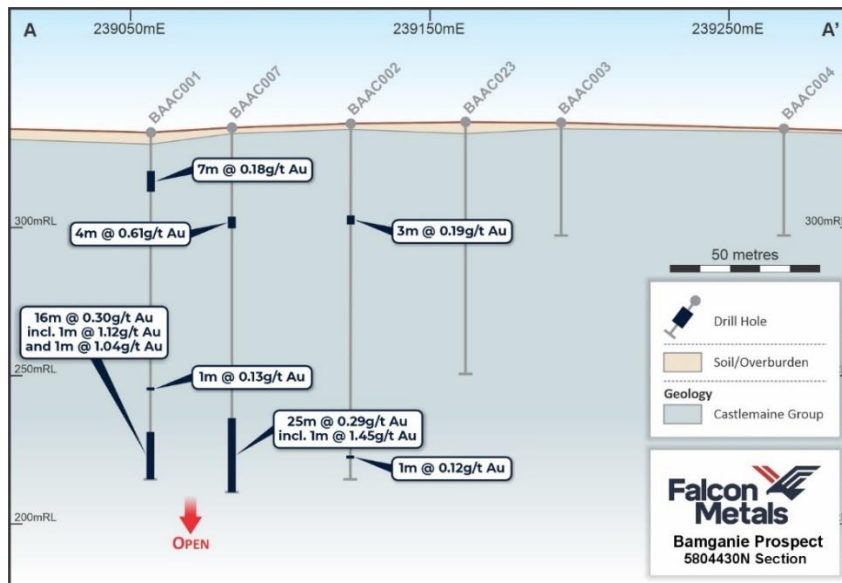 A
239050mE
239150mE
239250mE
A'
BAAC001
BAAC007
BAAC002
BAAC023
BAAC003
BAAC004
7m @ 0.18g/t Au
300mRL
4m @ 0.61g/t Au
3m @ 0.19g/t Au
300mRL
50 metres
16m @ 0.30g/t Au
incl. 1m @ 1.12g/t Au
and 1m @ 1.04g/t Au
Drill Hole
Soil/Overburden
Geology
Castlemaine Group
250mRL
1m @ 0.13g/t Au
25m @ 0.29g/t Au
incl. 1m @ 1.45g/t Au
1m @ 0.12g/t Au
200mRL
OPEN
Falcon
Metals
Bamganie Prospect
5804430N Section